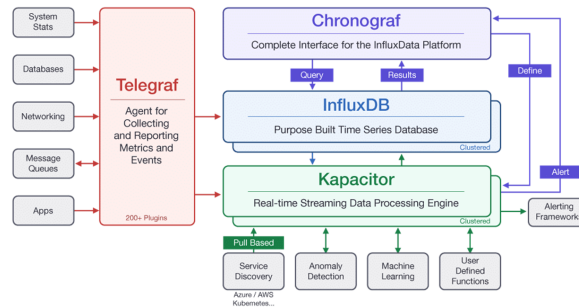 System
Stats
Databases
Networking
Message
Queues
Apps
Telegraf
Agent for
Collecting
and Reporting
Metrics and
Events
200+ Plugins
Chronograf
Complete Interface for the InfluxData Platform
Query
Results
Define
InfluxDB
Purpose Built Time Series Database
Clustered
Alert
Kapacitor
Real-time Streaming Data Processing Engine
Clustered
Alerting
Frameworks
Pull Based
Service
Discovery
Azure / AWS
Kubernetes...
Anomaly
Detection
Machine
Learning
User
Defined
Functions